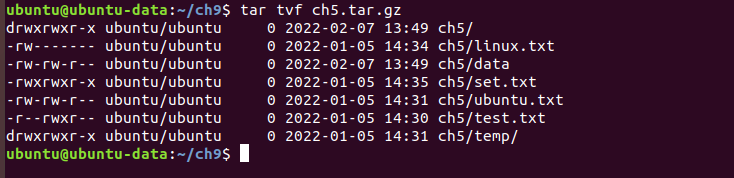 ubuntu@ubuntu-data:~/ch9$ tar tvf ch5.tar.gz
drwxrwxr-x ubuntu/ubuntu     0 2022-02-07 13:49 ch5/
-rw------- ubuntu/ubuntu     0 2022-01-05 14:34 ch5/linux.txt
-rw-rw-r-- ubuntu/ubuntu     0 2022-02-07 13:49 ch5/data
-rwxrwxr-x ubuntu/ubuntu     0 2022-01-05 14:35 ch5/set.txt
-rw-rw-r-- ubuntu/ubuntu     0 2022-01-05 14:31 ch5/ubuntu.txt
-r--rwxr-x ubuntu/ubuntu     0 2022-01-05 14:30 ch5/test.txt
drwxrwxr-x ubuntu/ubuntu     0 2022-01-05 14:31 ch5/temp/
ubuntu@ubuntu-data:~/ch9$